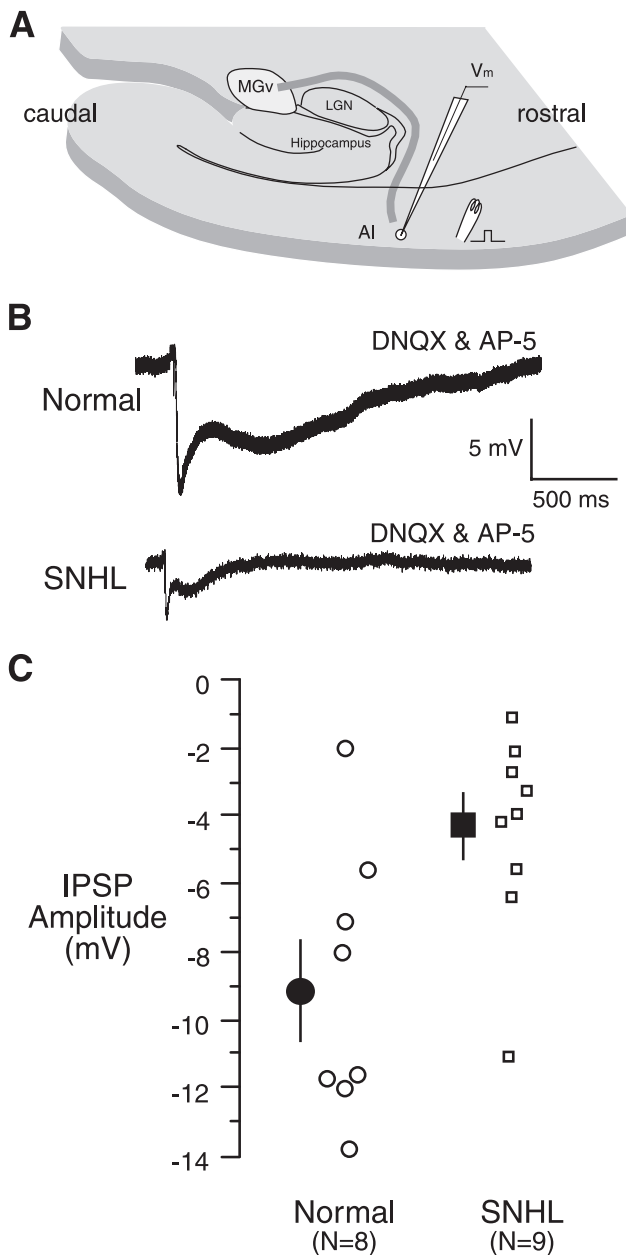 A
MGv
LGN
Vm
caudal
rostral
Hippocampus
AI
B
DNQX & AP-5
Normal
5 mV
500 ms
DNQX & AP-5
SNHL
C
0
-2
-4
-6
IPSP
Amplitude
(mV)
-8
-10
-12
-14
Normal
(N=8)
SNHL
(N=9)